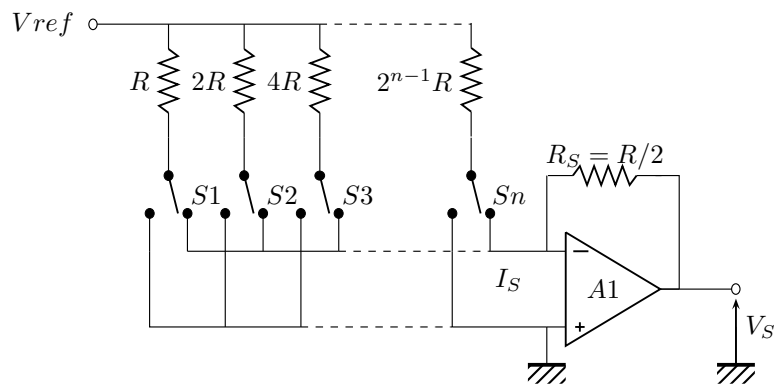 Vref
R
2R
4R
2^{n-1}R
R_S = R/2
S1
S2
S3
Sn
I_S
−
A1
+
V_S